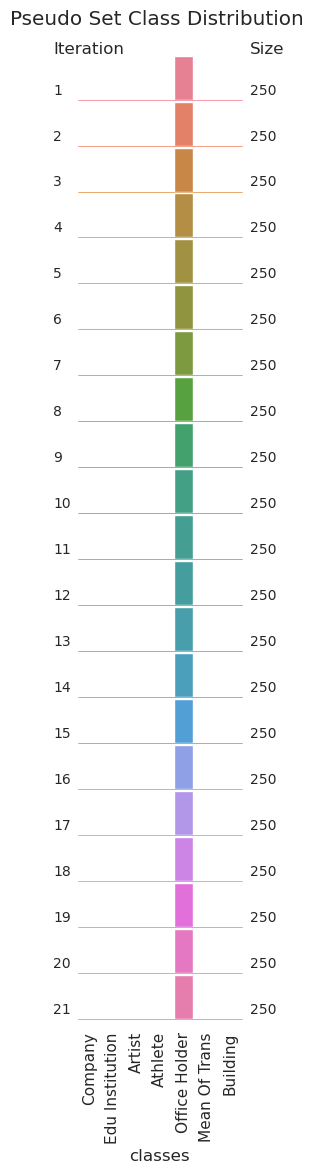 Pseudo Set Class Distribution
Iteration Size
1 250
2 250
3 250
4 250
5 250
6 250
7 250
8 250
9 250
10 250
11 250
12 250
13 250
14 250
15 250
16 250
17 250
18 250
19 250
20 250
21 250
Company
Edu Institution
Artist
Athlete
Office Holder
Mean Of Trans
Building
classes